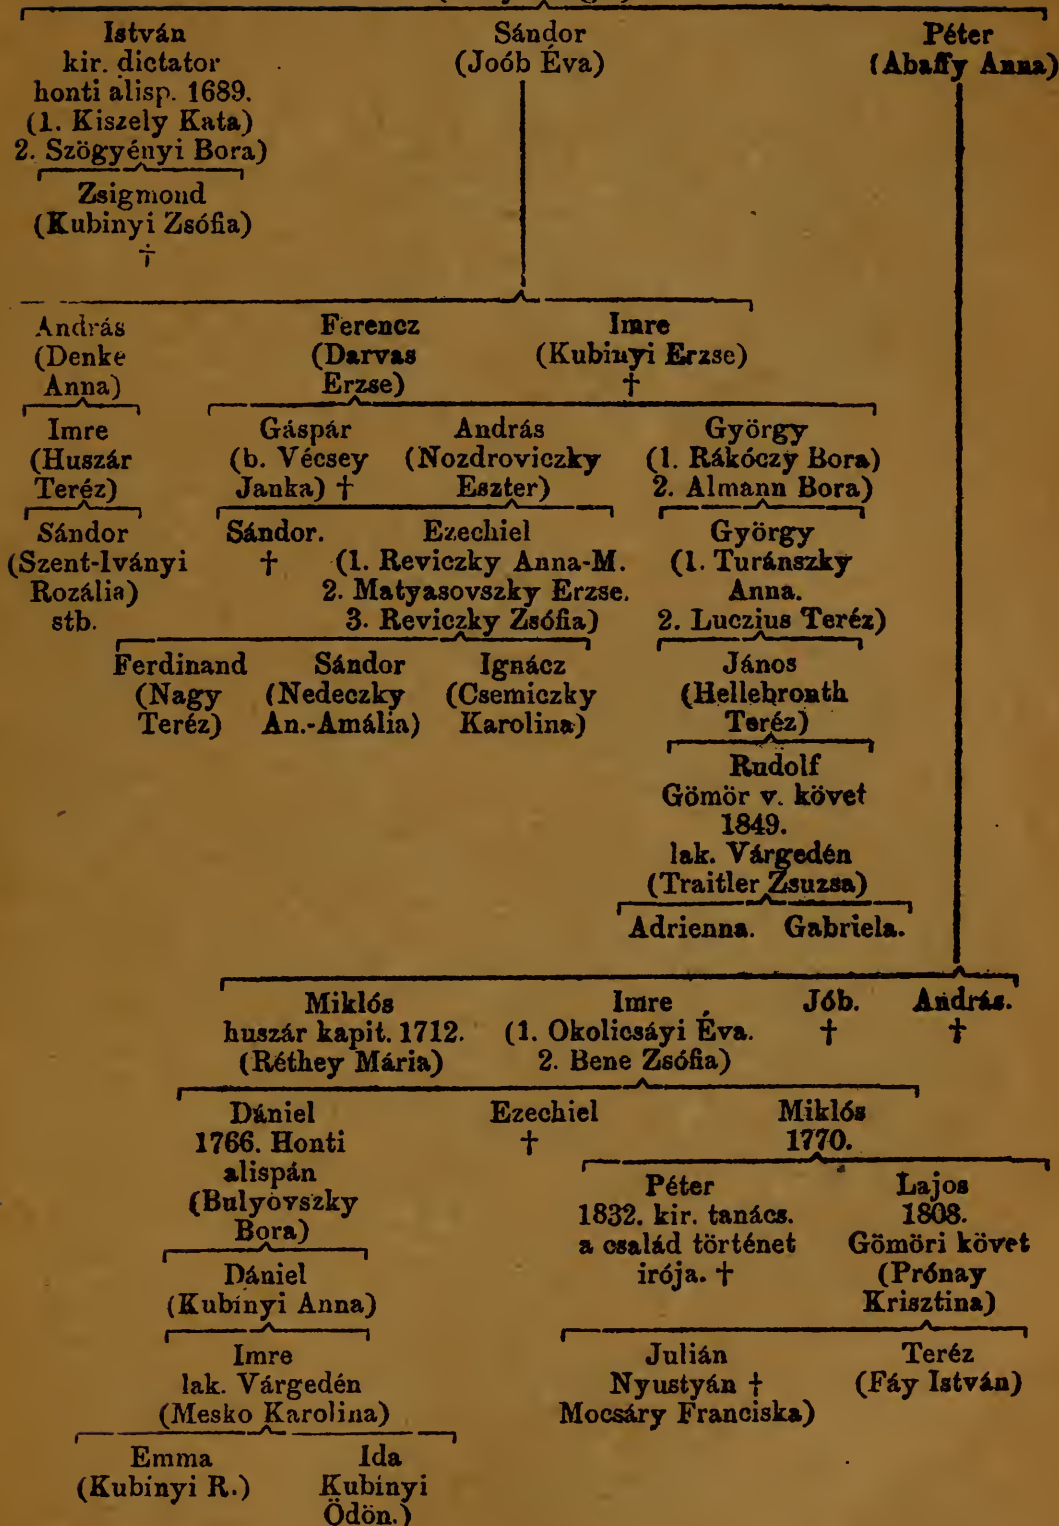 István
kir. dictator
honti alisp. 1689.
(1. Kiszely Kata)
2. Szögyényi Bora)
Sándor
(Joób Éva)
Péter
(Abaffy Anna)
Zsigmond
(Kubinyi Zsófia)
†
András
(Denke
Anna)
Ferencz
(Darvas
Erzse)
Imre
(Kubinyi Erzse)
†
Imre
(Huszár
Teréz)
Gáspár
(b. Vécsey
Janka) †
András
(Nozdroviczky
Eszter)
György
(1. Rákóczy Bora)
2. Almann Bora)
Sándor
(Szent-Iványi
Rozália)
stb.
Sándor.
†
Ezechiel
(1. Reviczky Anna-M.
2. Matyasovszky Erzse.
3. Reviczky Zsófia)
György
(1. Turánszky
Anna.
2. Luczius Teréz)
Ferdinand
(Nagy
Teréz)
Sándor
(Nedeczky
An.-Amália)
Ignácz
(Csemiczky
Karolina)
János
(Hellebronth
Teréz)
Rudolf
Gömör v. követ
1849.
lak. Várgedén
(Traitler Zsuzsa)
Adrienna. Gabriela.
Miklós
huszár kapit. 1712.
(Réthey Mária)
Imre
(1. Okolicsáyi Éva.
2. Bene Zsófia)
Jób.
†
András.
†
Dániel
1766. Honti
alispán
(Bulyovszky
Bora)
Ezechiel
†
Miklós
1770.
Péter
1832. kir. tanács.
a család történet
irója. †
Lajos
1808.
Gömöri követ
(Prónay
Krisztina)
Dániel
(Kubínyi Anna)
Imre
lak. Várgedén
(Mesko Karolina)
Julián
Nyustyán †
Mocsáry Franciska)
Teréz
(Fáy István)
Emma
(Kubinyi R.)
Ida
Kubínyi
Ödön.)